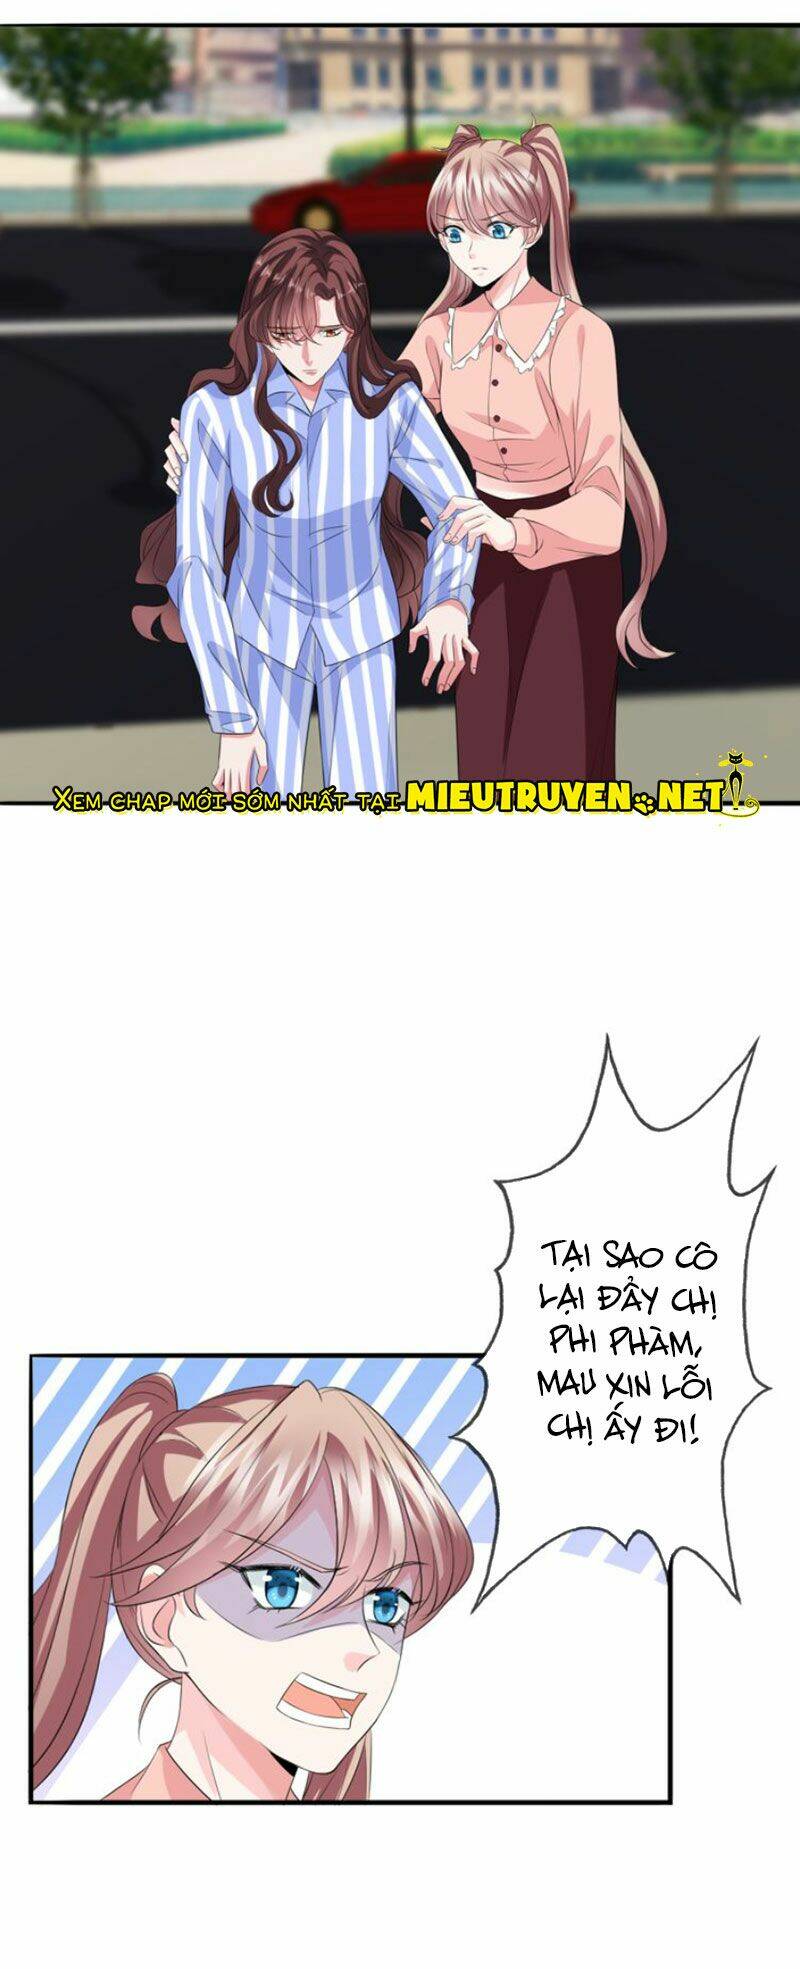 Xem chap mới sớm nhất tại MIEUTRUYEN.NET
TẠI SAO CÔ
LẠI ĐẨY CHỊ
PHI PHÀM,
MAU XIN LỖI
CHỊ ẤY ĐI!